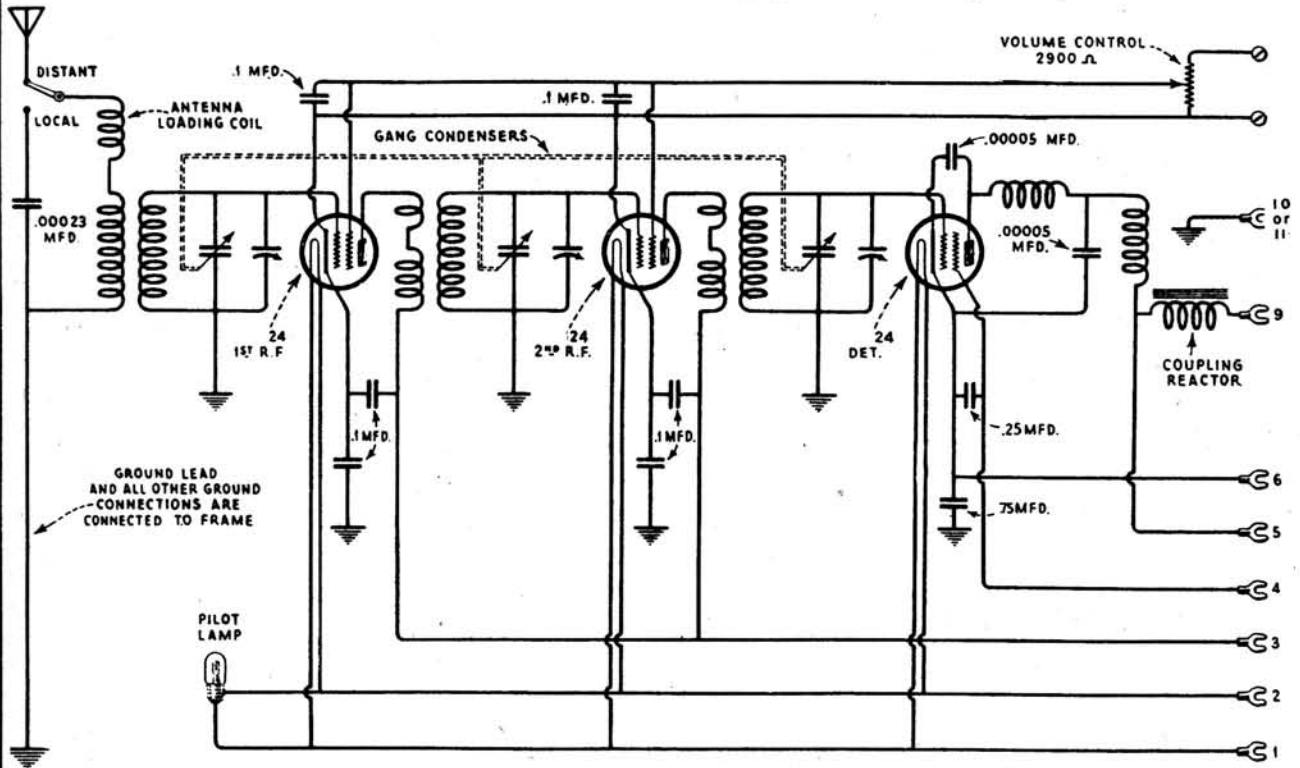 VOLUME CONTROL
2900 Ω
DISTANT
.1 MFD.
.1 MFD.
ANTENNA
LOADING COIL
LOCAL
GANG CONDENSERS
.00005 MFD.
.00023
MFD.
.00005
MFD.
10
or
11
9
24
1ST R.F
24
2ND R.F.
24
DET.
COUPLING
REACTOR
.1 MFD.
.1 MFD.
.25 MFD.
GROUND LEAD
AND ALL OTHER GROUND
CONNECTIONS ARE
CONNECTED TO FRAME
6
.75MFD.
5
4
PILOT
LAMP
3
2
1